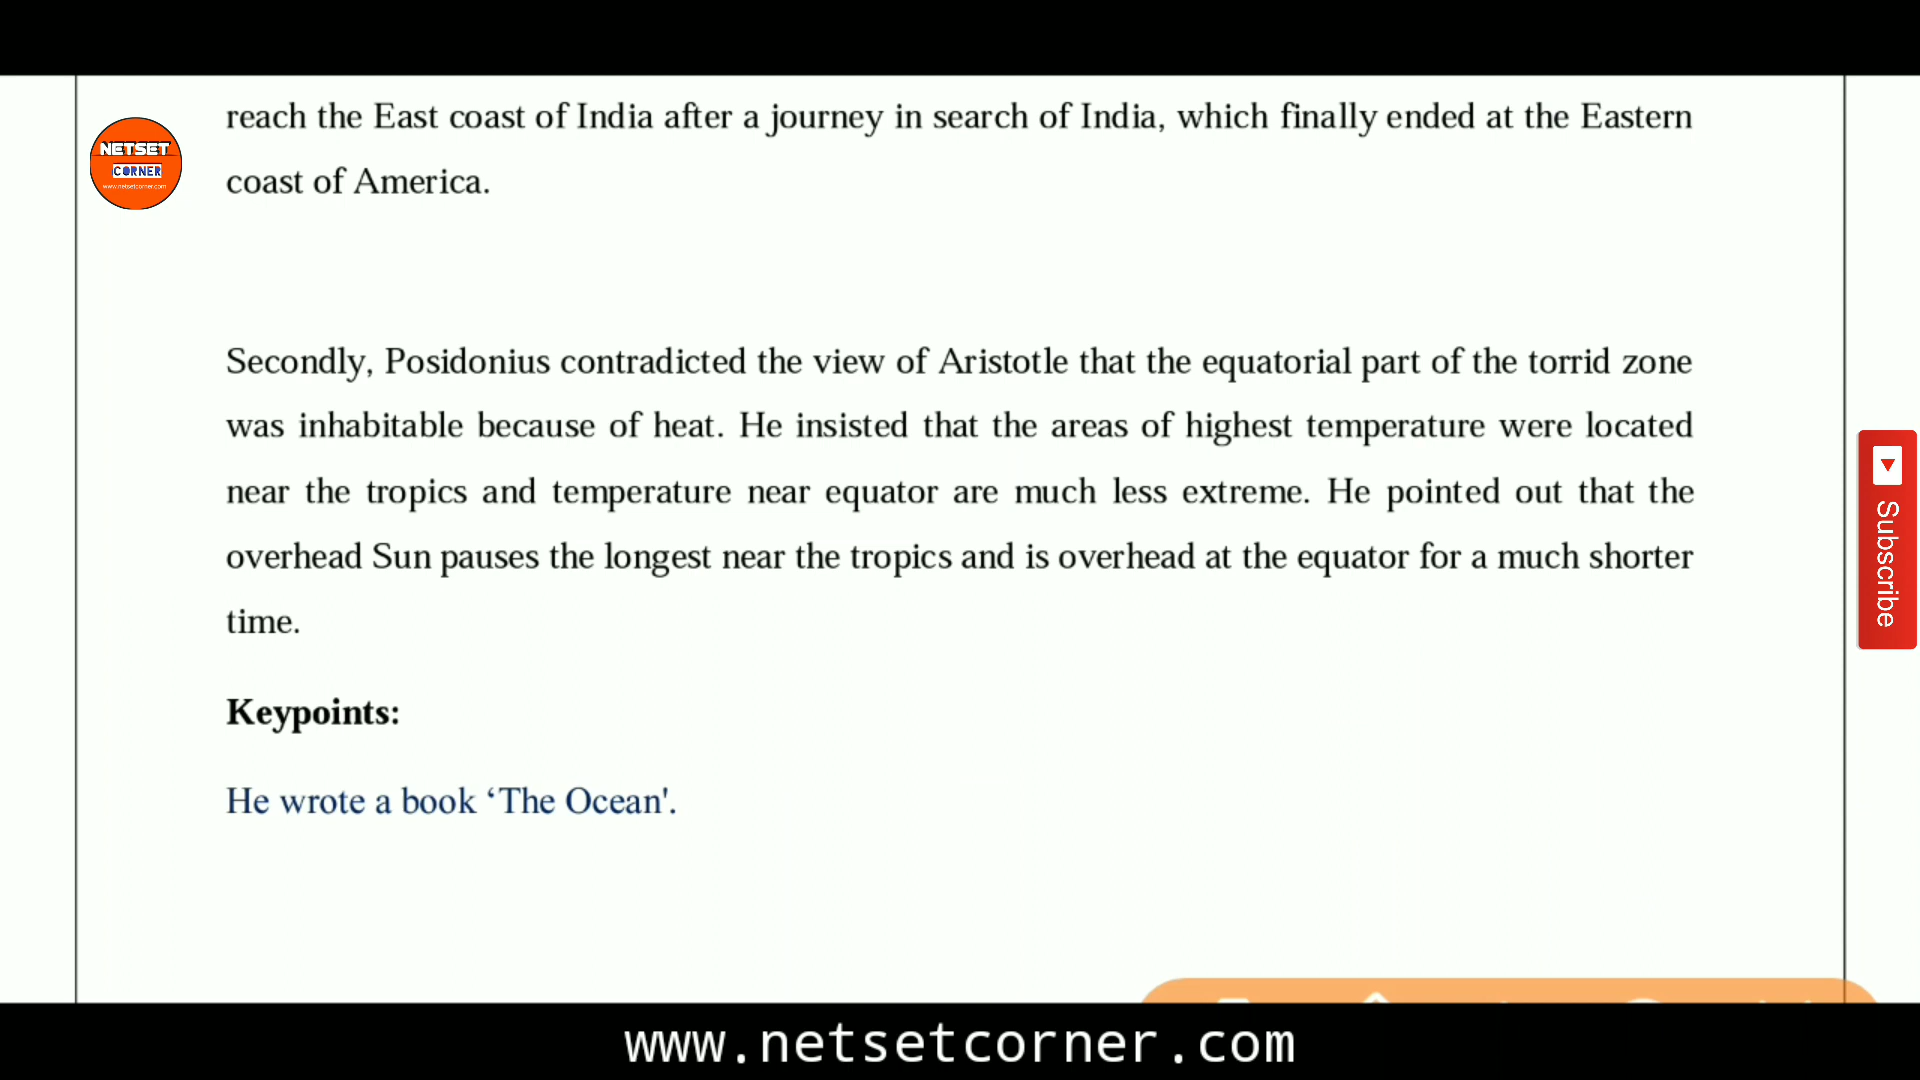 reach the East coast of India after a journey in search of India, which finally ended at the Eastern
NETSET
CORNER
www.netsetcorner.com
coast of America.
Secondly, Posidonius contradicted the view of Aristotle that the equatorial part of the torrid zone
was inhabitable because of heat. He insisted that the areas of highest temperature were located
near the tropics and temperature near equator are much less extreme. He pointed out that the
overhead Sun pauses the longest near the tropics and is overhead at the equator for a much shorter
time.
Subscribe
Keypoints:
He wrote a book ‘The Ocean'.
www.netsetcorner.com